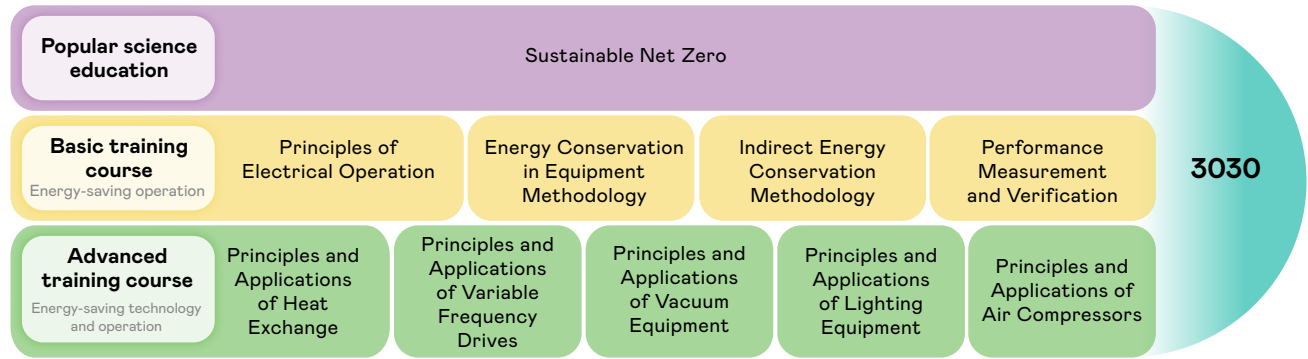 Popular science
education
Sustainable Net Zero
Basic training
course
Energy-saving operation
Principles of
Electrical Operation
Energy Conservation
in Equipment
Methodology
Indirect Energy
Conservation
Methodology
Performance
Measurement
and Verification
3030
Advanced
training course
Energy-saving technology
and operation
Principles and
Applications
of Heat
Exchange
Principles and
Applications
of Variable
Frequency
Drives
Principles and
Applications
of Vacuum
Equipment
Principles and
Applications
of Lighting
Equipment
Principles and
Applications of
Air Compressors